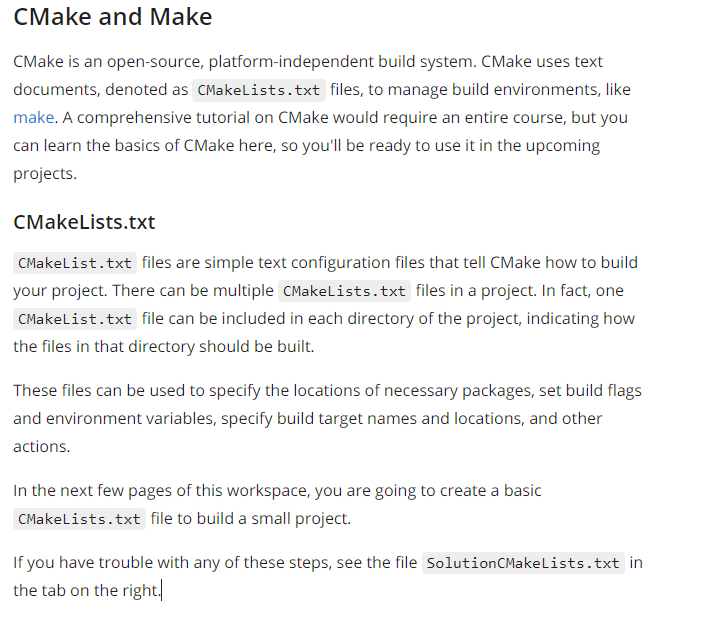 CMake and Make
CMake is an open-source, platform-independent build system. CMake uses text
documents, denoted as CMakeLists.txt files, to manage build environments, like
make. A comprehensive tutorial on CMake would require an entire course, but you
can learn the basics of CMake here, so you'll be ready to use it in the upcoming
projects.
CMakeLists.txt
CMakeList.txt files are simple text configuration files that tell CMake how to build
your project. There can be multiple CMakeLists.txt files in a project. In fact, one
CMakeList.txt file can be included in each directory of the project, indicating how
the files in that directory should be built.
These files can be used to specify the locations of necessary packages, set build flags
and environment variables, specify build target names and locations, and other
actions.
In the next few pages of this workspace, you are going to create a basic
CMakeLists.txt file to build a small project.
If you have trouble with any of these steps, see the file SolutionCMakeLists.txt in
the tab on the right.